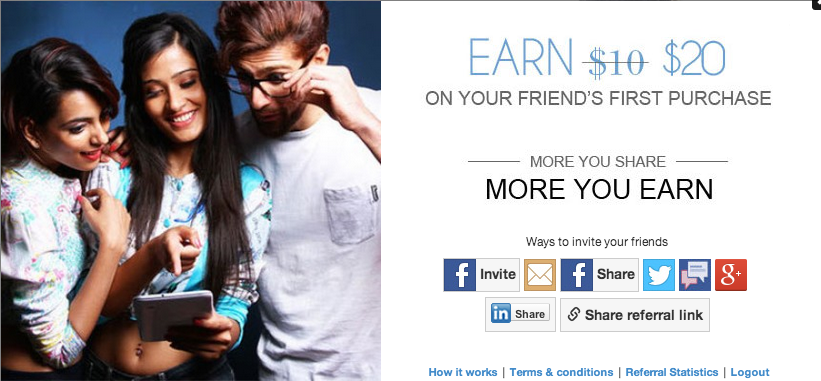 EARN $10 $20
ON YOUR FRIEND'S FIRST PURCHASE
MORE YOU SHARE
MORE YOU EARN
Ways to invite your friends
f Invite f Share g+
in Share Share referral link
How it works | Terms & conditions | Referral Statistics | Logout